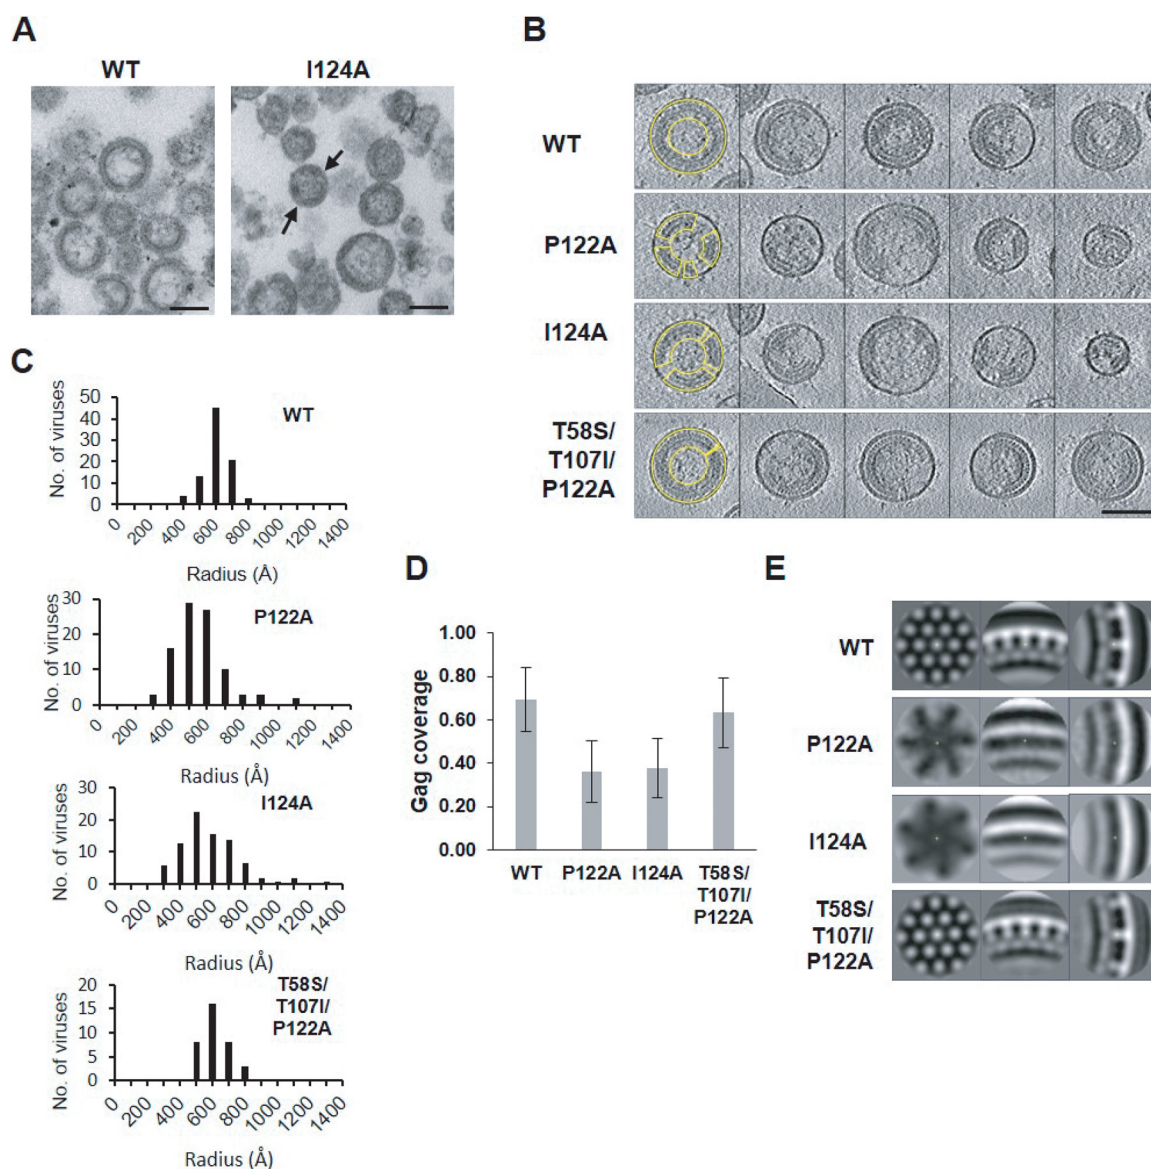 A
WT
I124A
B
WT
P122A
I124A
T58S/
T107I/
P122A
C
No. of viruses
50
40
30
20
10
0
WT
0
200
400
600
800
1000
1200
1400
Radius (Å)
No. of viruses
30
20
10
0
P122A
0
200
400
600
800
1000
1200
1400
Radius (Å)
No. of viruses
30
20
10
0
I124A
0
200
400
600
800
1000
1200
1400
Radius (Å)
No. of viruses
20
15
10
5
0
T58S/
T107I/
P122A
0
200
400
600
800
1000
1200
1400
Radius (Å)
D
Gag coverage
1.00
0.80
0.60
0.40
0.20
0.00
WT
P122A
I124A
T58S/
T107I/
P122A
E
WT
P122A
I124A
T58S/
T107I/
P122A